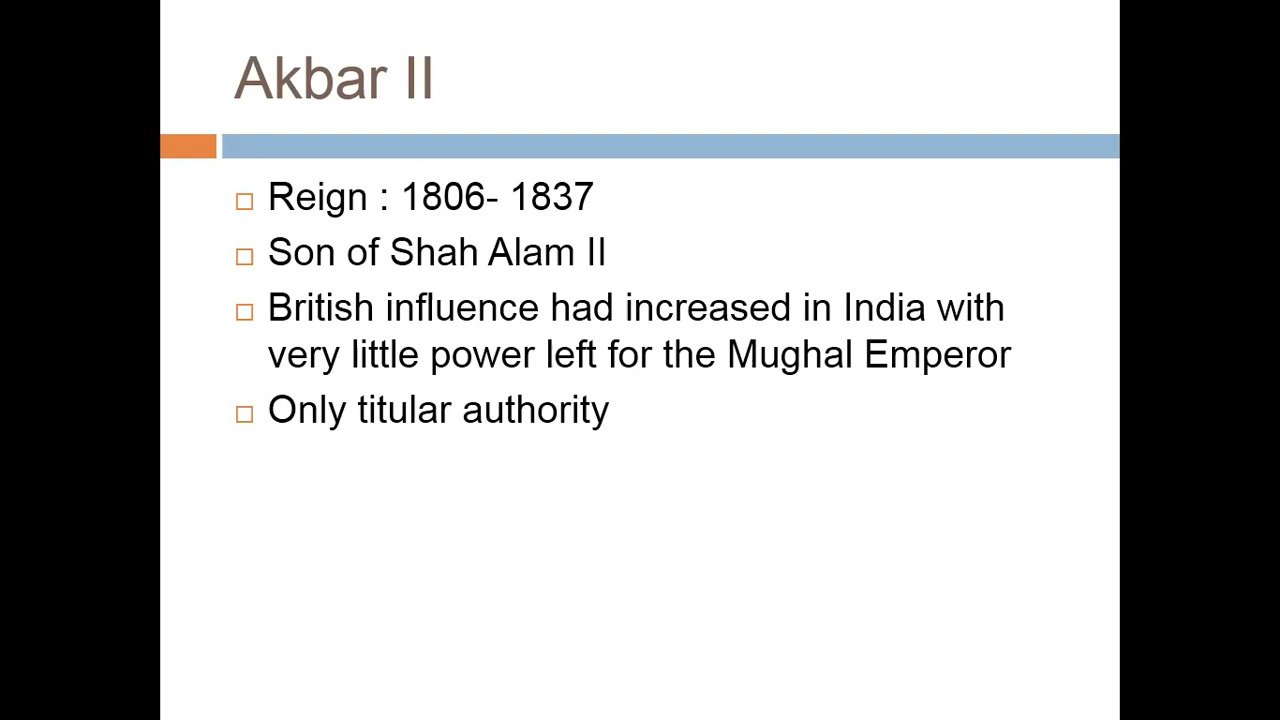 Akbar II
Reign : 1806- 1837
Son of Shah Alam II
British influence had increased in India with
very little power left for the Mughal Emperor
Only titular authority